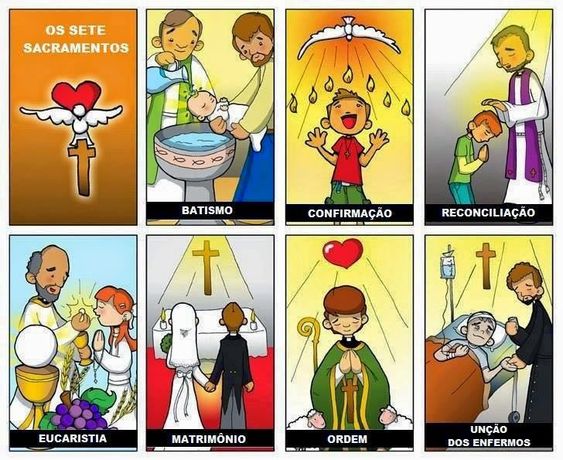 OS SETE
SACRAMENTOS
BATISMO
CONFIRMAÇÃO
RECONCILIAÇÃO
EUCARISTIA
MATRIMÔNIO
ORDEM
UNÇÃO
DOS ENFERMOS